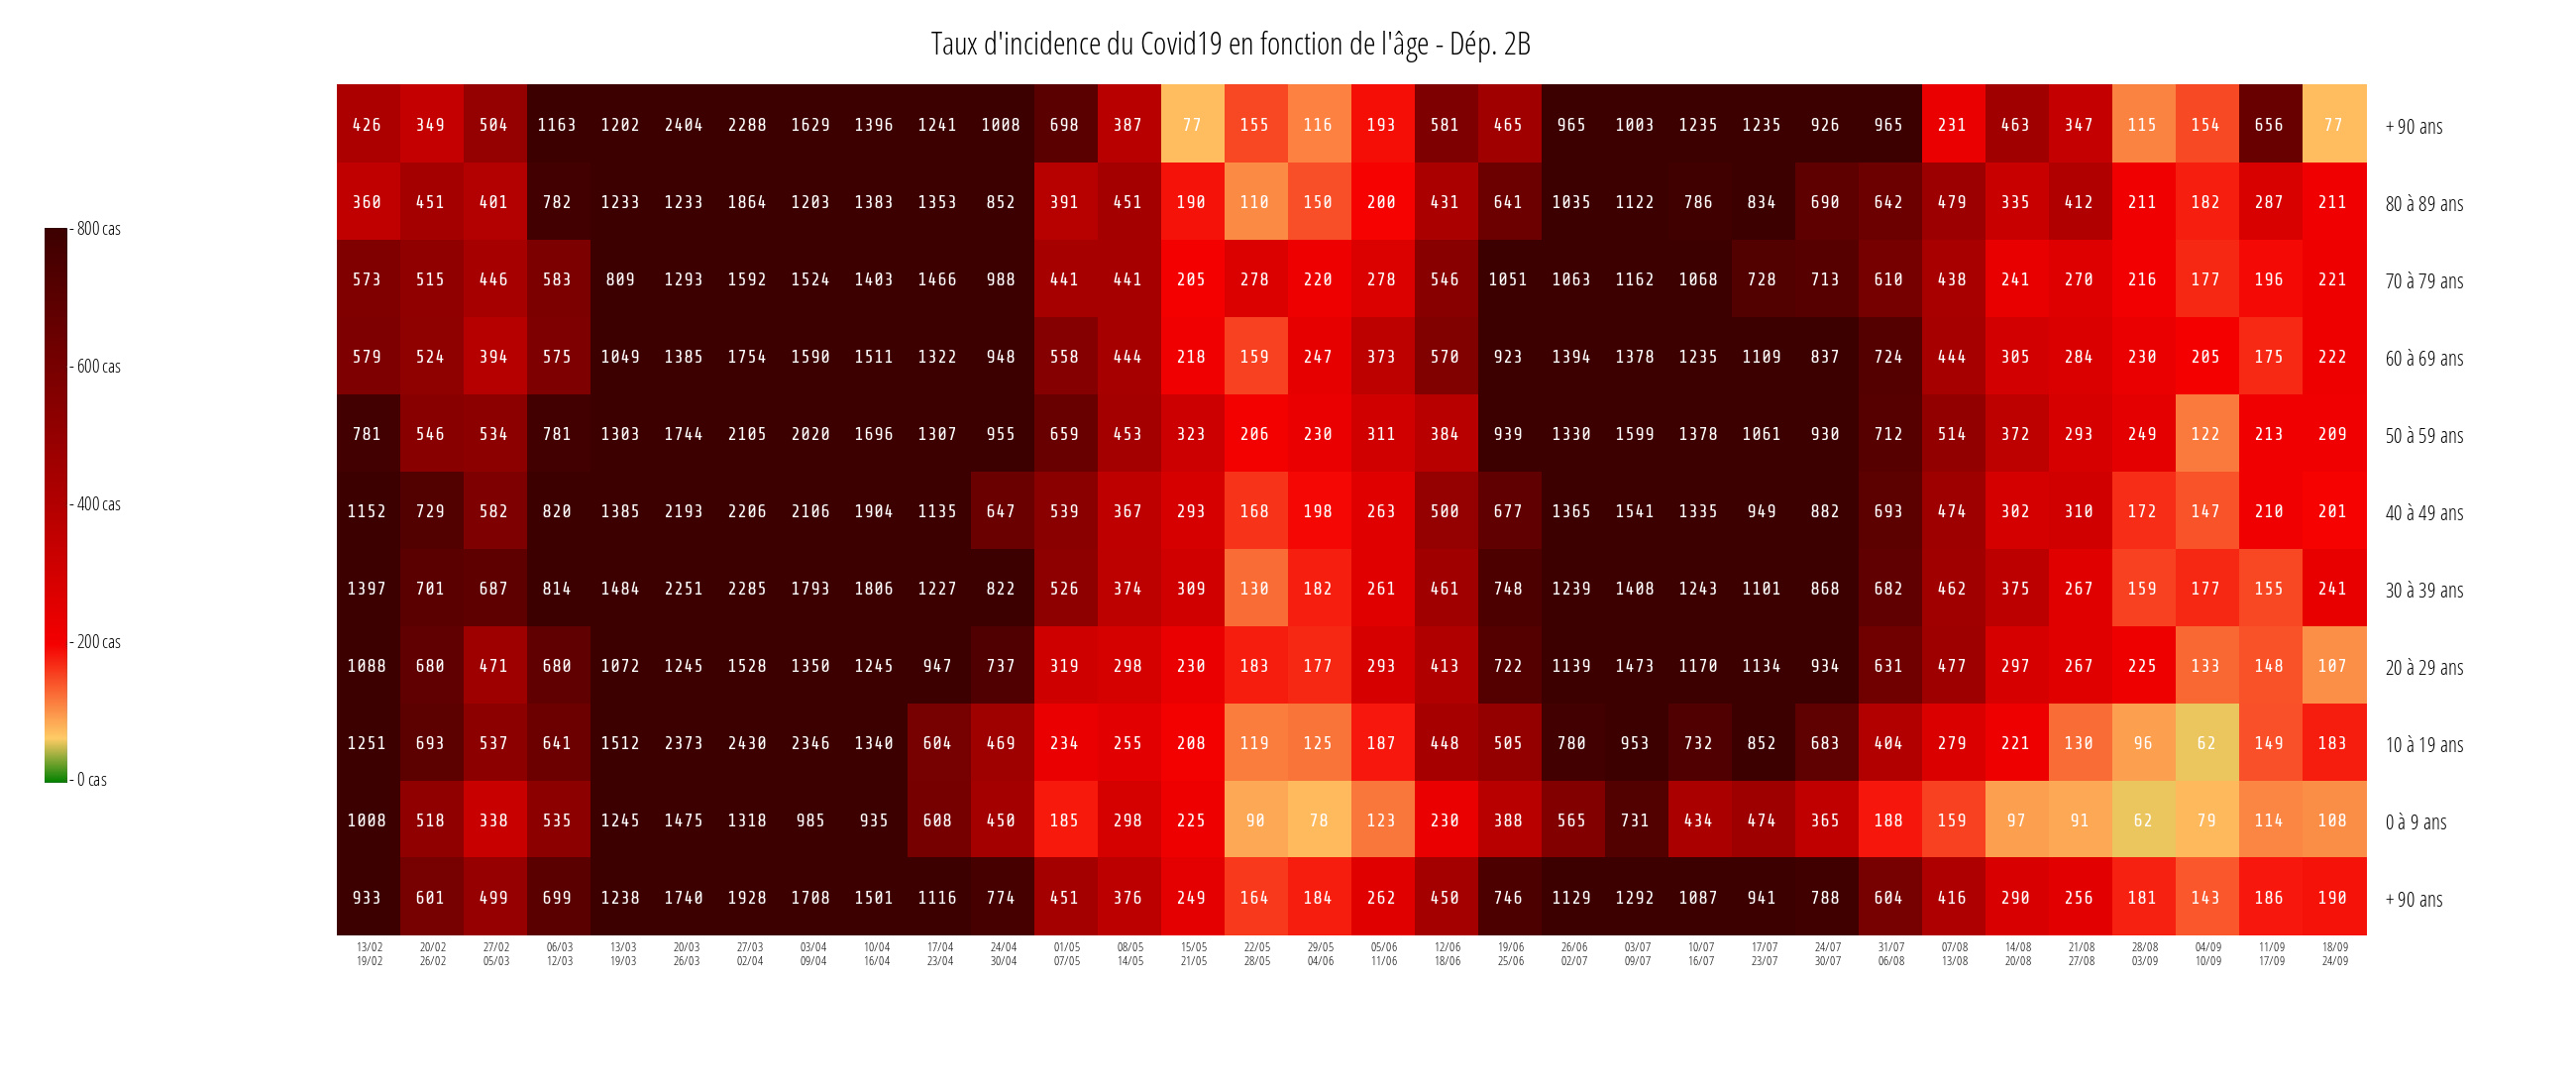 Taux d'incidence du Covid19 en fonction de l'âge - Dép. 2B
426 349 504 1163 1202 2404 2288 1629 1396 1241 1008 698 387 77 155 116 193 581 465 965 1003 1235 1235 926 965 231 463 347 115 154 656 77 + 90 ans
360 451 401 782 1233 1233 1864 1203 1383 1353 852 391 451 190 110 150 200 431 641 1035 1122 786 834 690 642 479 335 412 211 182 287 211 80 à 89 ans
573 515 446 583 809 1293 1592 1524 1403 1466 988 441 441 205 278 220 278 546 1051 1063 1162 1068 728 713 610 438 241 270 216 177 196 221 70 à 79 ans
579 524 394 575 1049 1385 1754 1590 1511 1322 948 558 444 218 159 247 373 570 923 1394 1378 1235 1109 837 724 444 305 284 230 205 175 222 60 à 69 ans
781 546 534 781 1303 1744 2105 2020 1696 1307 955 659 453 323 206 230 311 384 939 1330 1599 1378 1061 930 712 514 372 293 249 122 213 209 50 à 59 ans
1152 729 582 820 1385 2193 2206 2106 1904 1135 647 539 367 293 168 198 263 500 677 1365 1541 1335 949 882 693 474 302 310 172 147 210 201 40 à 49 ans
1397 701 687 814 1484 2251 2285 1793 1806 1227 822 526 374 309 130 182 261 461 748 1239 1408 1243 1101 868 682 462 375 267 159 177 155 241 30 à 39 ans
1088 680 471 680 1072 1245 1528 1350 1245 947 737 319 298 230 183 177 293 413 722 1139 1473 1170 1134 934 631 477 297 267 225 133 148 107 20 à 29 ans
1251 693 537 641 1512 2373 2430 2346 1340 604 469 234 255 208 119 125 187 448 505 780 953 732 852 683 404 279 221 130 96 62 149 183 10 à 19 ans
1008 518 338 535 1245 1475 1318 985 935 608 450 185 298 225 90 78 123 230 388 565 731 434 474 365 188 159 97 91 62 79 114 108 0 à 9 ans
933 601 499 699 1238 1740 1928 1708 1501 1116 774 451 376 249 164 184 262 450 746 1129 1292 1087 941 788 604 416 290 256 181 143 186 190 + 90 ans
13/02 20/02 27/02 06/03 13/03 20/03 27/03 03/04 10/04 17/04 24/04 01/05 08/05 15/05 22/05 29/05 05/06 12/06 19/06 26/06 03/07 10/07 17/07 24/07 31/07 07/08 14/08 21/08 28/08 04/09 11/09 18/09
19/02 26/02 05/03 12/03 19/03 26/03 02/04 09/04 16/04 23/04 30/04 07/05 14/05 21/05 28/05 04/06 11/06 18/06 25/06 02/07 09/07 16/07 23/07 30/07 06/08 13/08 20/08 27/08 03/09 10/09 17/09 24/09
- 800 cas
- 600 cas
- 400 cas
- 200 cas
- 0 cas